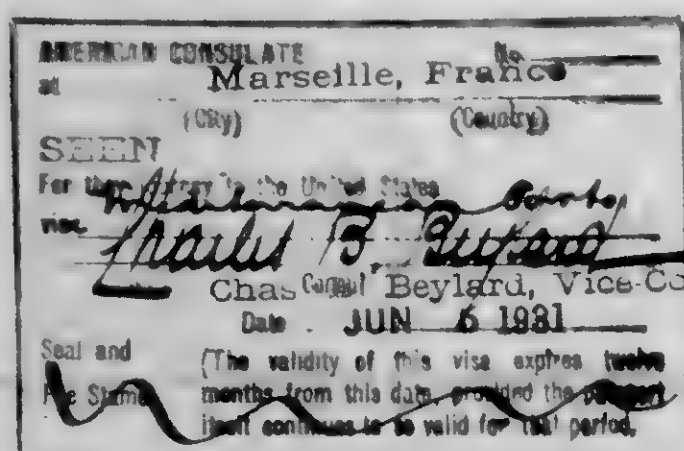 AMERICAN CONSULATE No.
at Marseille, France
(City) (Country)
SEEN
For the journey to the United States
Charles B. Beylard
Chas Consul Beylard, Vice-Co
Date JUN 6 1931
Seal and (The validity of this visa expires twelve
Fee Stamp months from this date, provided the passport
itself continues to be valid for that period.